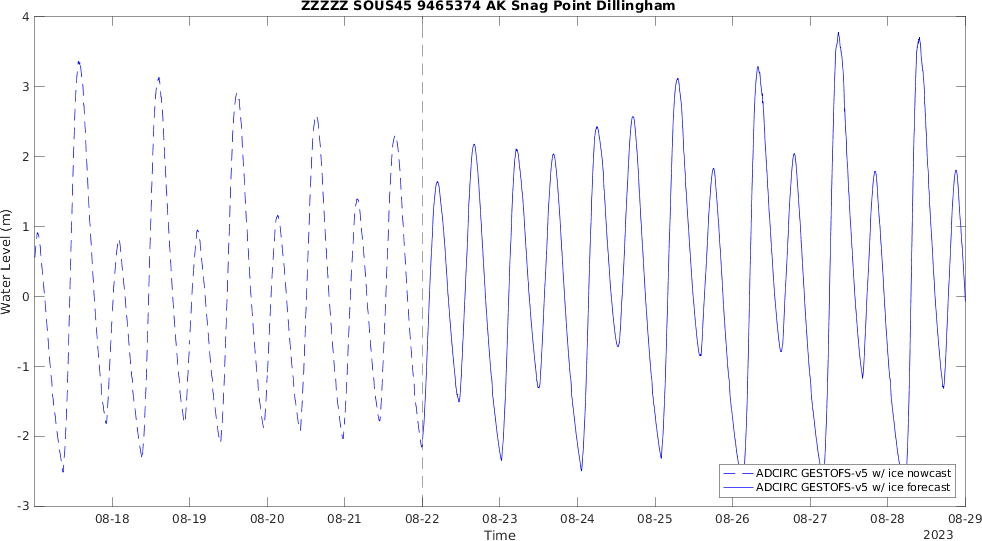 ZZZZZ SOUS45 9465374 AK Snag Point Dillingham
4
3
2
1
0
-1
-2
-3
Water Level (m)
ADCIRC GESTOFS-v5 w/ ice nowcast
ADCIRC GESTOFS-v5 w/ ice forecast
08-18 08-19 08-20 08-21 08-22 08-23 08-24 08-25 08-26 08-27 08-28 08-29
Time
2023